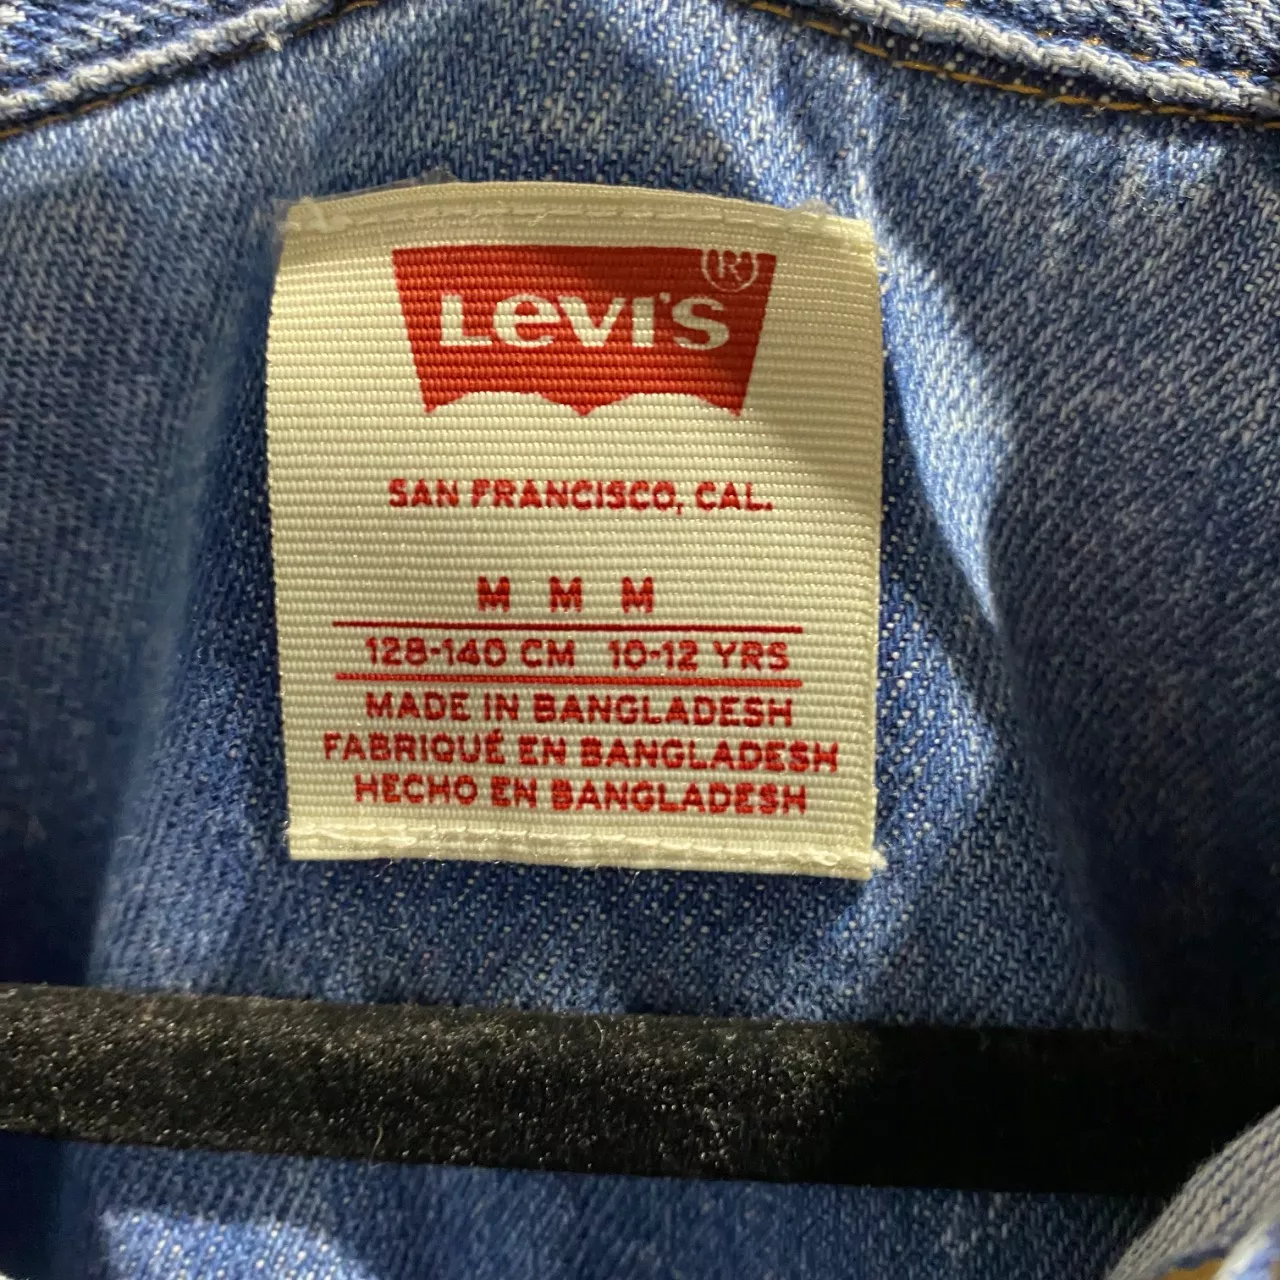 Levi's ®
SAN FRANCISCO, CAL.
M M M
128-140 CM 10-12 YRS
MADE IN BANGLADESH
FABRIQUÉ EN BANGLADESH
HECHO EN BANGLADESH